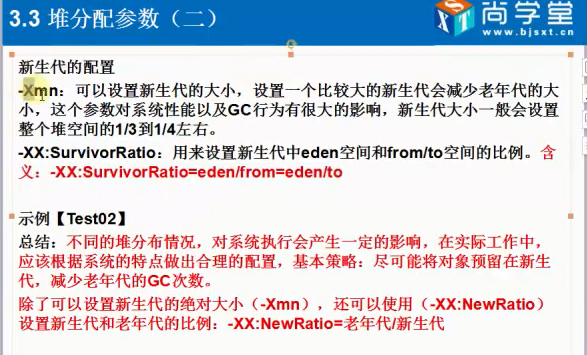 3.3 堆分配参数（二）
尚学堂
www.bjsxt.cn
新生代的配置
-Xmn：可以设置新生代的大小，设置一个比较大的新生代会减少老年代的大
小，这个参数对系统性能以及GC行为有很大的影响，新生代大小一般会设置
整个堆空间的1/3到1/4左右。
-XX:SurvivorRatio：用来设置新生代中eden空间和from/to空间的比例。含
义：-XX:SurvivorRatio=eden/from=eden/to
示例【Test02】
总结：不同的堆分布情况，对系统执行会产生一定的影响，在实际工作中，
应该根据系统的特点做出合理的配置，基本策略：尽可能将对象预留在新生
代，减少老年代的GC次数。
除了可以设置新生代的绝对大小（-Xmn），还可以使用（-XX:NewRatio）
设置新生代和老年代的比例：-XX:NewRatio=老年代/新生代